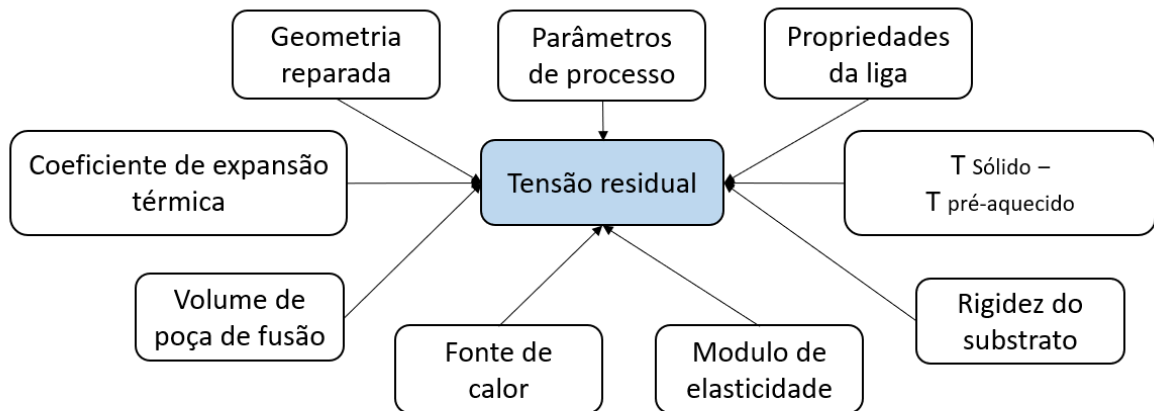 Geometria
reparada
Parâmetros
de processo
Propriedades
da liga
Coeficiente de expansão
térmica
Tensão residual
T Sólido –
T pré-aquecido
Volume de
poça de fusão
Fonte de
calor
Modulo de
elasticidade
Rigidez do
substrato